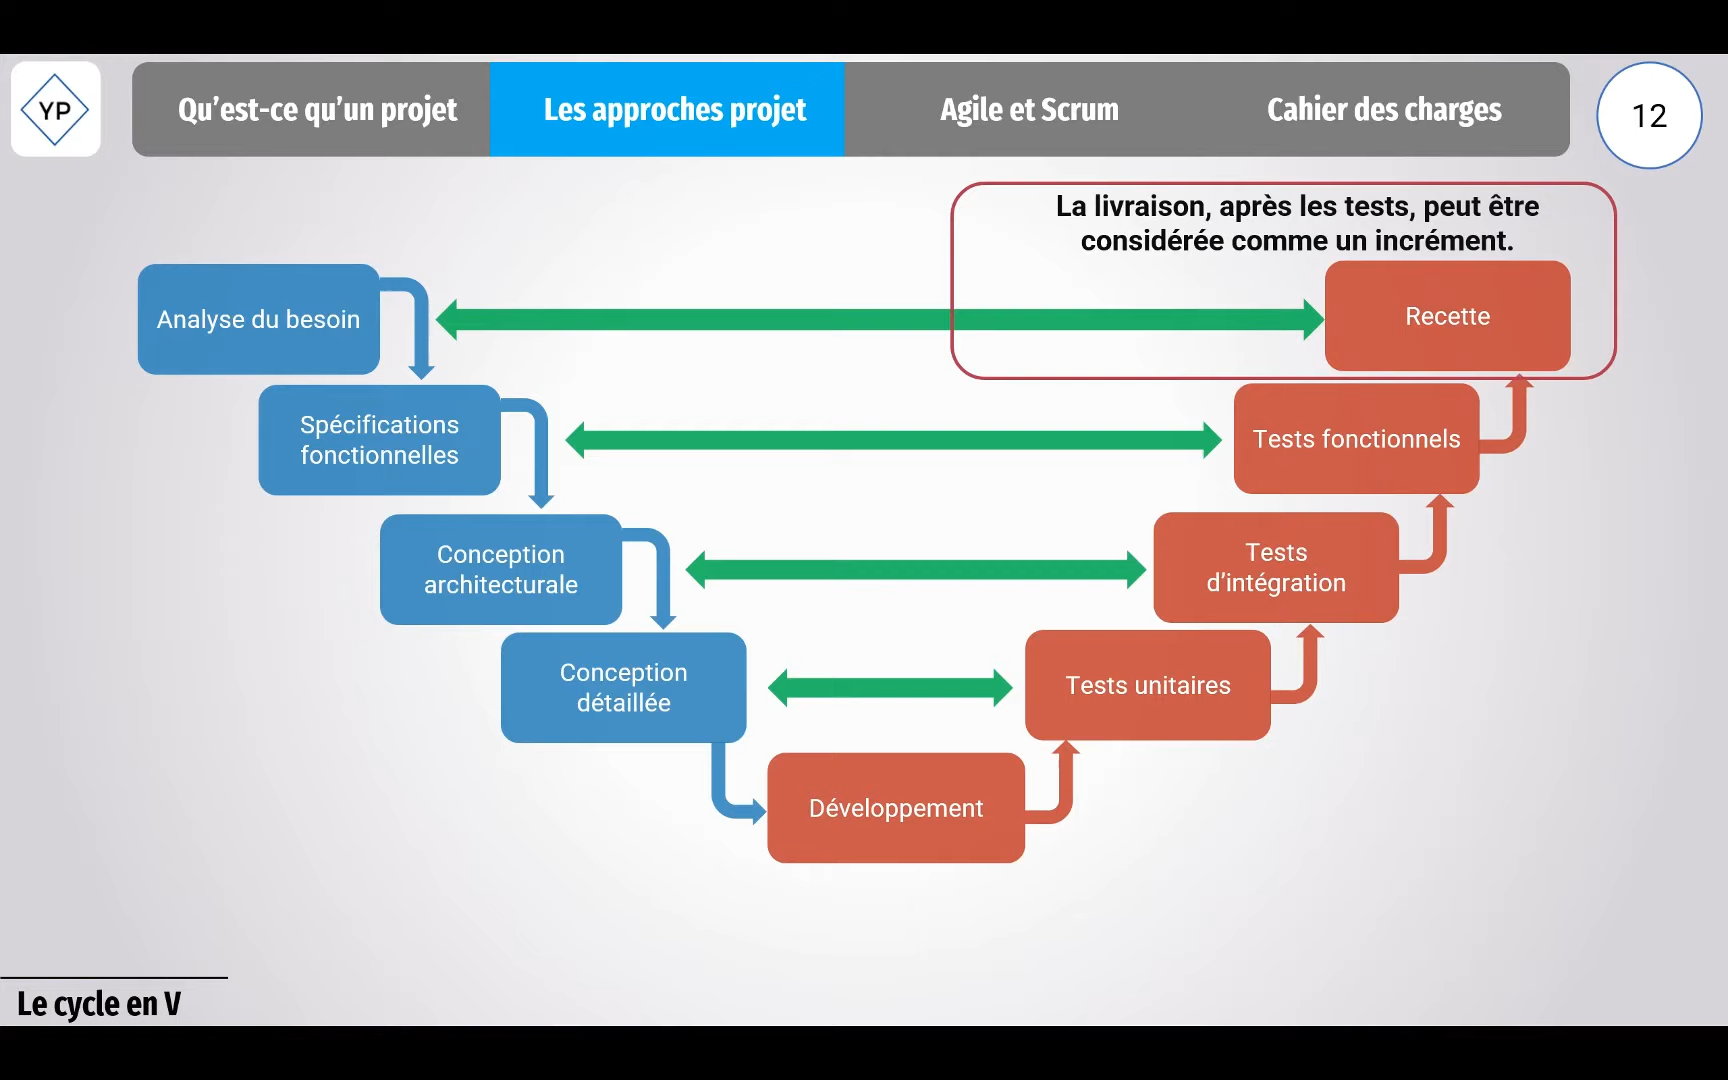 YP
Qu’est-ce qu’un projet
Les approches projet
Agile et Scrum
Cahier des charges
12
La livraison, après les tests, peut être
considérée comme un incrément.
Analyse du besoin
Recette
Spécifications
fonctionnelles
Tests fonctionnels
Conception
architecturale
Tests
d’intégration
Conception
détaillée
Tests unitaires
Développement
Le cycle en V